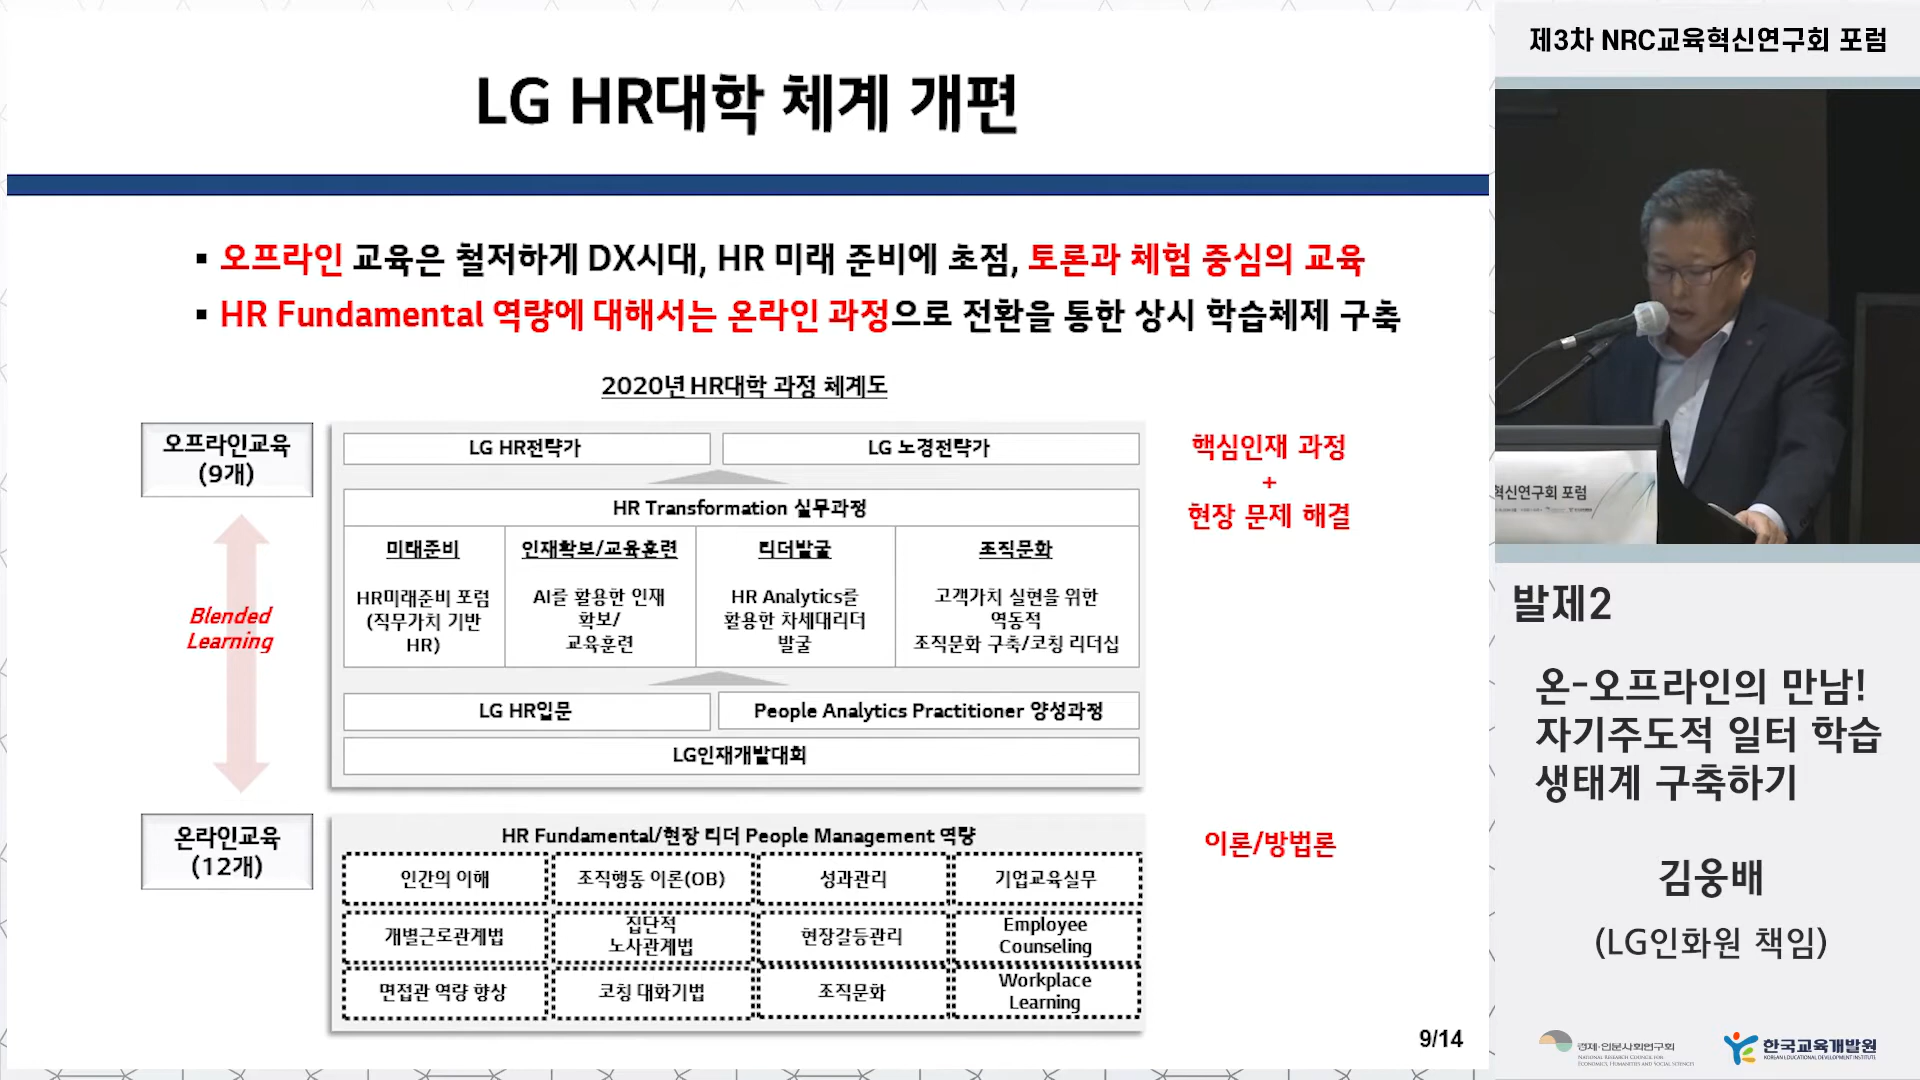 LG HR대학 체계 개편
▪ 오프라인 교육은 철저하게 DX시대, HR 미래 준비에 초점, 토론과 체험 중심의 교육
▪ HR Fundamental 역량에 대해서는 온라인 과정으로 전환을 통한 상시 학습체제 구축
2020년 HR대학 과정 체계도
오프라인교육
(9개)
LG HR전략가
LG 노경전략가
핵심인재 과정
+
현장 문제 해결
HR Transformation 실무과정
미래준비
HR미래준비 포럼
(직무가치 기반
HR)
인재확보/교육훈련
AI를 활용한 인재
확보/
교육훈련
리더발굴
HR Analytics를
활용한 차세대리더
발굴
조직문화
고객가치 실현을 위한
역동적
조직문화 구축/코칭 리더십
Blended
Learning
LG HR입문
People Analytics Practitioner 양성과정
LG인재개발대회
온라인교육
(12개)
HR Fundamental/현장 리더 People Management 역량
이론/방법론
인간의 이해
조직행동 이론(OB)
성과관리
기업교육실무
개별근로관계법
집단적
노사관계법
현장갈등관리
Employee
Counseling
면접관 역량 향상
코칭 대화기법
조직문화
Workplace
Learning
9/14
제3차 NRC교육혁신연구회 포럼
혁신연구회 포럼
발제2
온-오프라인의 만남!
자기주도적 일터 학습
생태계 구축하기
김웅배
(LG인화원 책임)
경제·인문사회연구회
NATIONAL RESEARCH COUNCIL FOR
ECONOMICS, HUMANITIES AND SOCIAL SCIENCES
한국교육개발원
KOREAN EDUCATIONAL DEVELOPMENT INSTITUTE